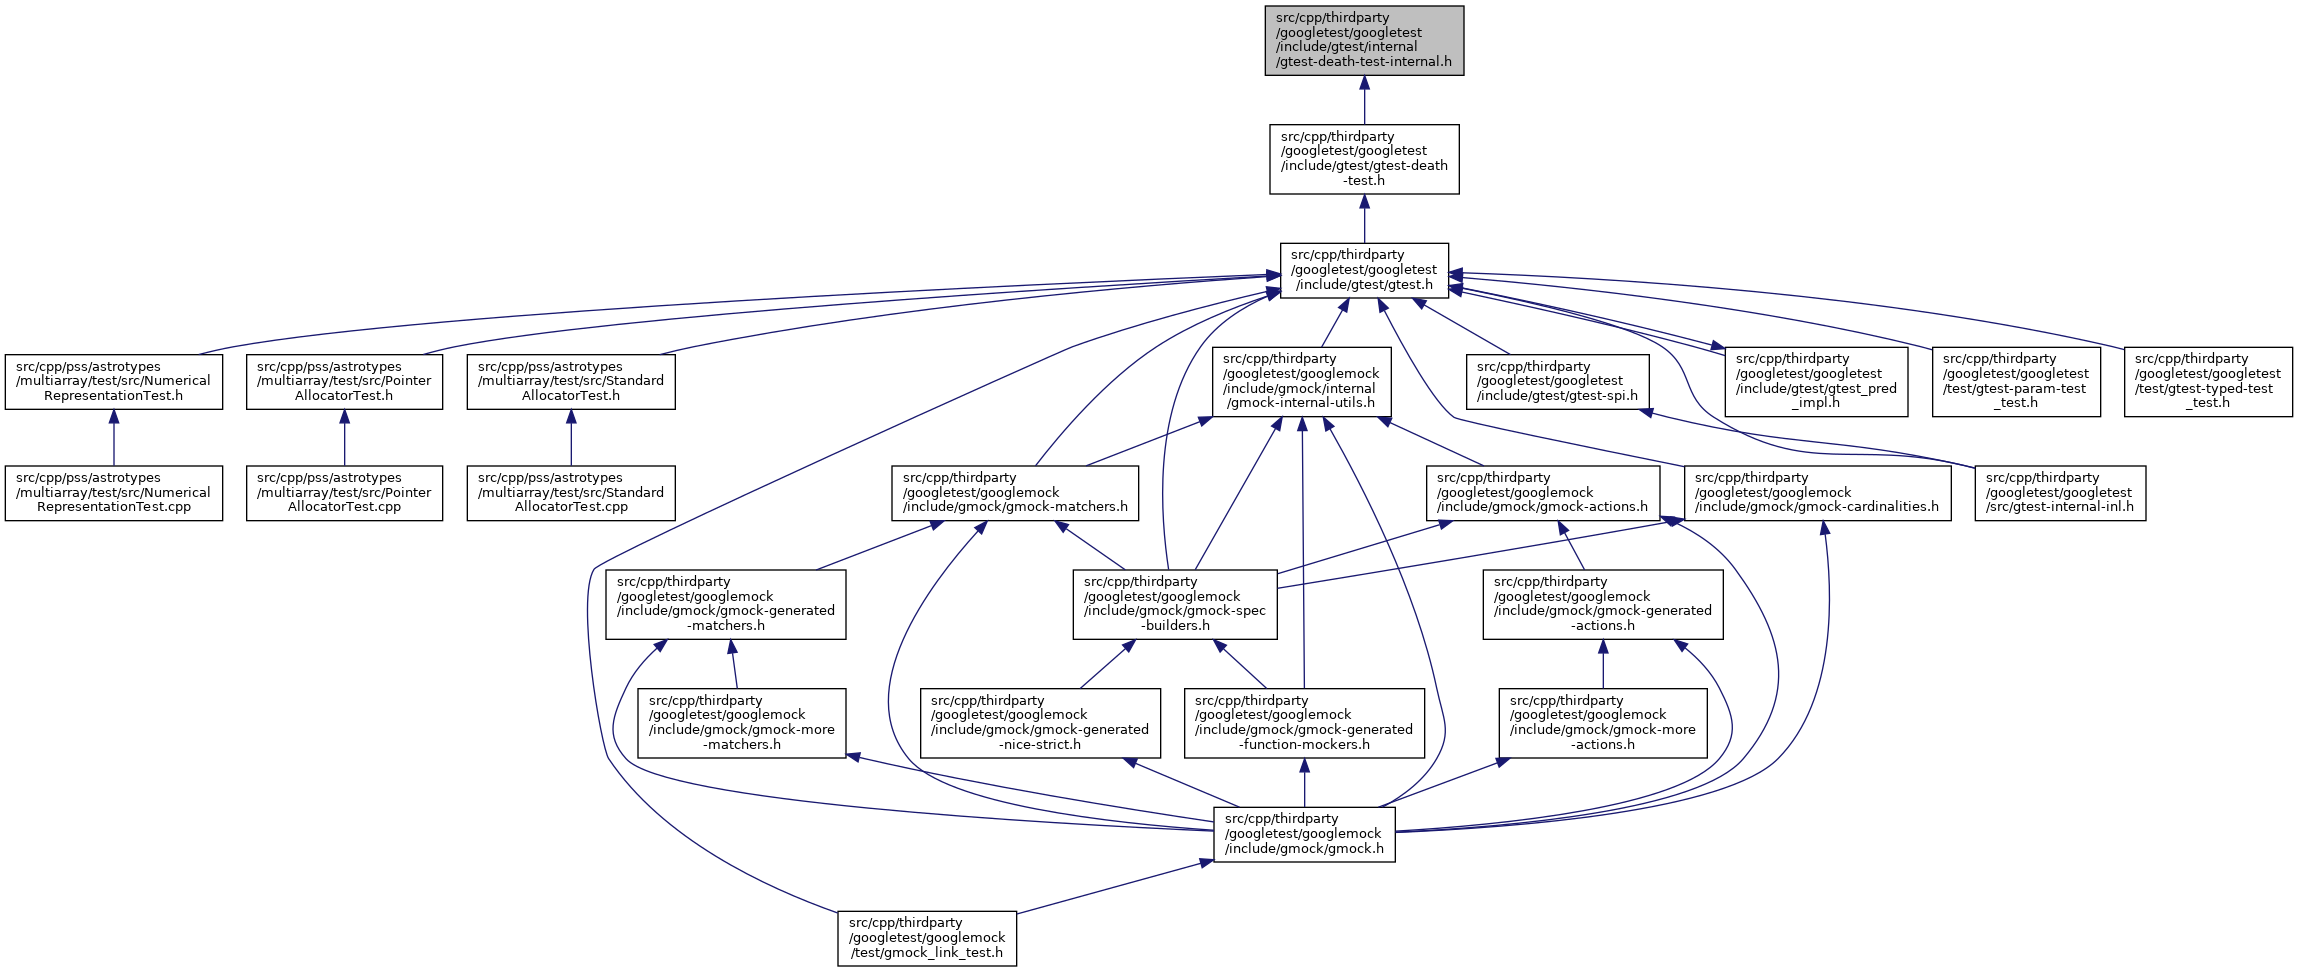 src/cpp/thirdparty
/googletest/googletest
/include/gtest/internal
/gtest-death-test-internal.h
src/cpp/thirdparty
/googletest/googletest
/include/gtest/gtest-death
-test.h
src/cpp/thirdparty
/googletest/googletest
/include/gtest/gtest.h
src/cpp/pss/astrotypes
/multiarray/test/src/Numerical
RepresentationTest.h
src/cpp/pss/astrotypes
/multiarray/test/src/Pointer
AllocatorTest.h
src/cpp/pss/astrotypes
/multiarray/test/src/Standard
AllocatorTest.h
src/cpp/thirdparty
/googletest/googlemock
/include/gmock/internal
/gmock-internal-utils.h
src/cpp/thirdparty
/googletest/googletest
/include/gtest/gtest-spi.h
src/cpp/thirdparty
/googletest/googletest
/include/gtest/gtest_pred
_impl.h
src/cpp/thirdparty
/googletest/googletest
/test/gtest-param-test
_test.h
src/cpp/thirdparty
/googletest/googletest
/test/gtest-typed-test
_test.h
src/cpp/pss/astrotypes
/multiarray/test/src/Numerical
RepresentationTest.cpp
src/cpp/pss/astrotypes
/multiarray/test/src/Pointer
AllocatorTest.cpp
src/cpp/pss/astrotypes
/multiarray/test/src/Standard
AllocatorTest.cpp
src/cpp/thirdparty
/googletest/googlemock
/include/gmock/gmock-matchers.h
src/cpp/thirdparty
/googletest/googlemock
/include/gmock/gmock-actions.h
src/cpp/thirdparty
/googletest/googlemock
/include/gmock/gmock-cardinalities.h
src/cpp/thirdparty
/googletest/googletest
/src/gtest-internal-inl.h
src/cpp/thirdparty
/googletest/googlemock
/include/gmock/gmock-generated
-matchers.h
src/cpp/thirdparty
/googletest/googlemock
/include/gmock/gmock-spec
-builders.h
src/cpp/thirdparty
/googletest/googlemock
/include/gmock/gmock-generated
-actions.h
src/cpp/thirdparty
/googletest/googlemock
/include/gmock/gmock-more
-matchers.h
src/cpp/thirdparty
/googletest/googlemock
/include/gmock/gmock-generated
-nice-strict.h
src/cpp/thirdparty
/googletest/googlemock
/include/gmock/gmock-generated
-function-mockers.h
src/cpp/thirdparty
/googletest/googlemock
/include/gmock/gmock-more
-actions.h
src/cpp/thirdparty
/googletest/googlemock
/include/gmock/gmock.h
src/cpp/thirdparty
/googletest/googlemock
/test/gmock_link_test.h